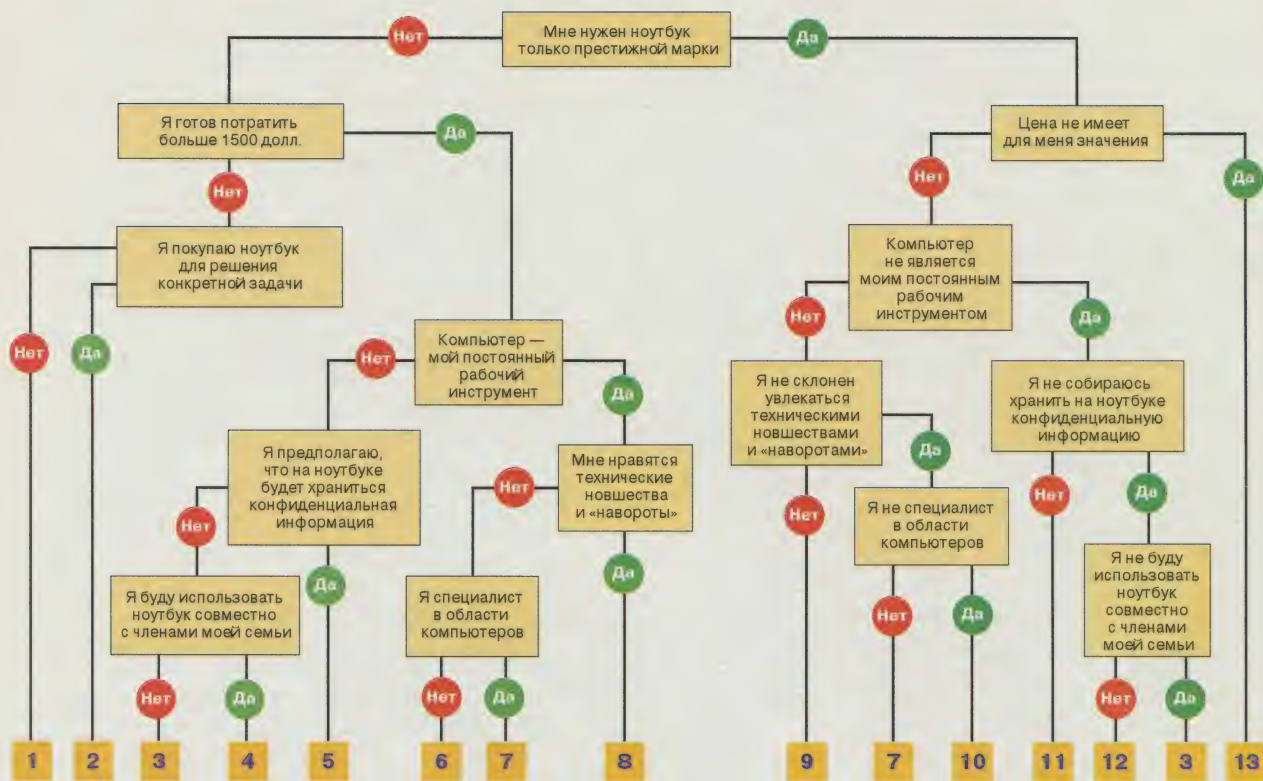 Мне нужен ноутбук
только престижной марки
Нет
Да
Я готов потратить
больше 1500 долл.
Да
Нет
Цена не имеет
для меня значения
Нет
Да
Я покупаю ноутбук
для решения
конкретной задачи
Нет
Да
Компьютер
не является
моим постоянным
рабочим
инструментом
Нет
Да
Компьютер —
мой постоянный
рабочий
инструмент
Нет
Да
Я не склонен
увлекаться
техническими
новшествами
и «наворотами»
Да
Нет
Я не собираюсь
хранить на ноутбуке
конфиденциальную
информацию
Нет
Да
Я предполагаю,
что на ноутбуке
будет храниться
конфиденциальная
информация
Нет
Да
Мне нравятся
технические
новшества
и «навороты»
Нет
Да
Я не специалист
в области
компьютеров
Нет
Да
Я не буду
использовать
ноутбук
совместно
с членами
моей семьи
Нет
Да
Я буду использовать
ноутбук совместно
с членами моей семьи
Нет
Да
Я специалист
в области
компьютеров
Нет
Да
1 2 3 4 5 6 7 8 9 7 10 11 12 3 13